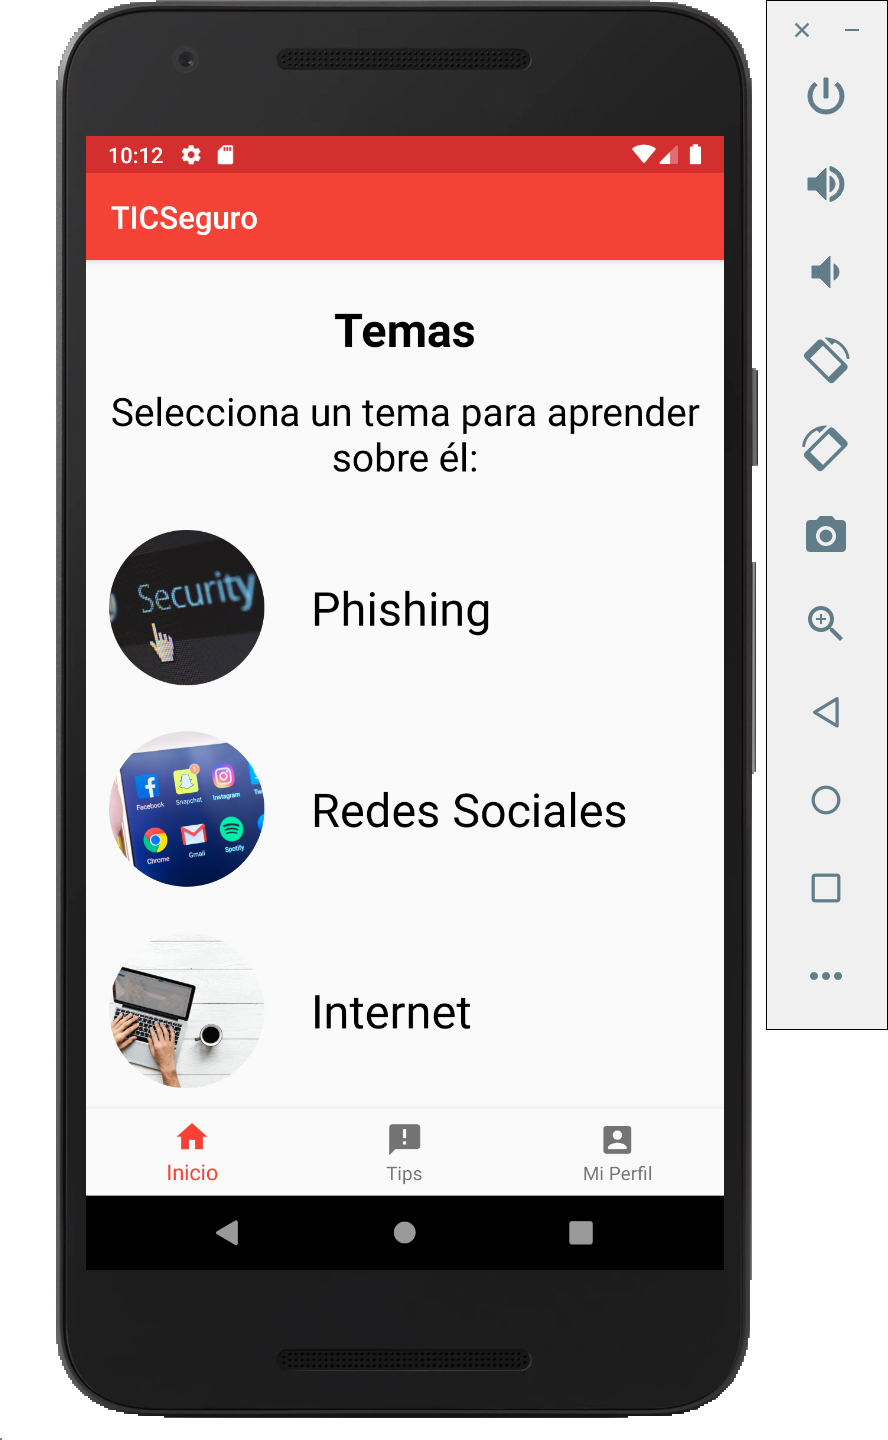 10:12
TICSeguro
Temas
Selecciona un tema para aprender
sobre él:
Security
Phishing
Facebook
Snapchat
Instagram
Chrome
Gmail
Spotify
Redes Sociales
Internet
Inicio
Tips
Mi Perfil